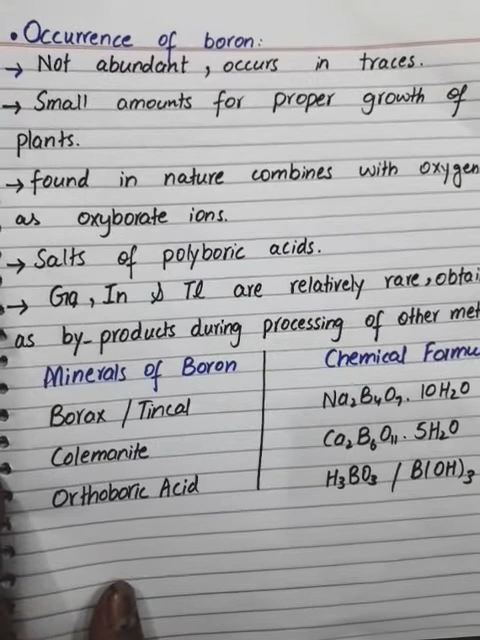 • Occurrence of boron:
→ Not abundant, occurs in traces.
→ Small amounts for proper growth of
plants.
→ found in nature combines with oxygen
as oxyborate ions.
→ Salts of polyboric acids.
→ Ga, In & Tl are relatively rare, obtai
as by-products during processing of other met
Minerals of Boron | Chemical Formu
Borax / Tincal | Na₂B₄O₇. 10H₂O
Colemanite | Ca₂B₆O₁₁. 5H₂O
Orthoboric Acid | H₃BO₃ / B(OH)₃